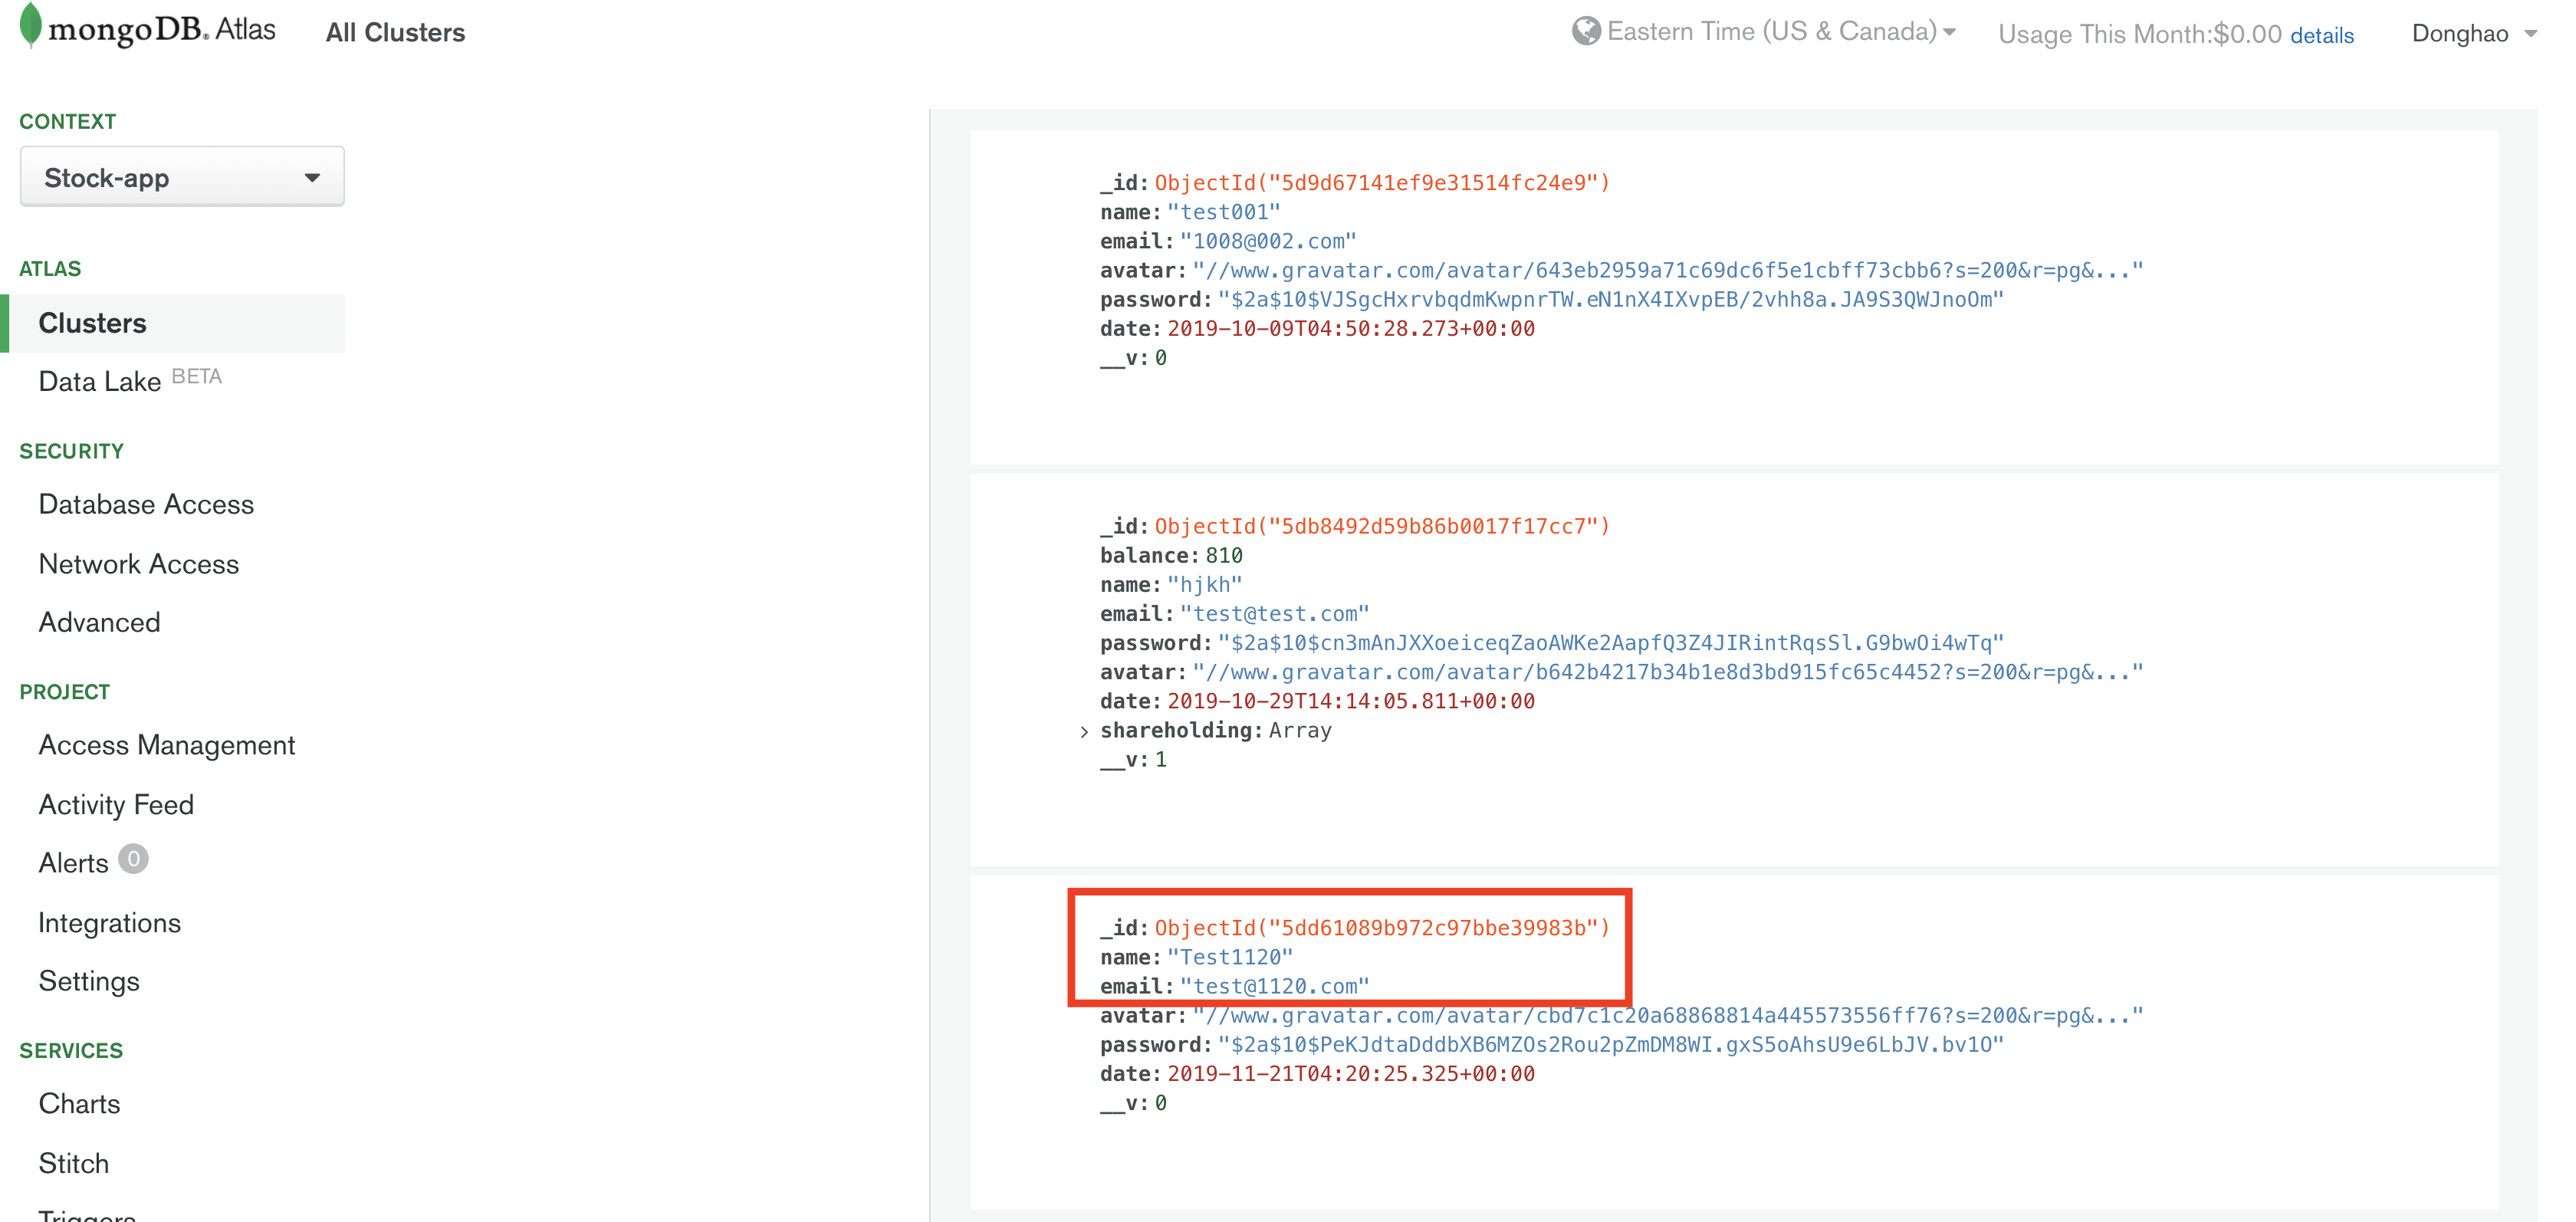 mongoDB. Atlas
All Clusters
Eastern Time (US & Canada)
Usage This Month:$0.00 details
Donghao
CONTEXT
Stock-app
ATLAS
Clusters
Data Lake BETA
SECURITY
Database Access
Network Access
Advanced
PROJECT
Access Management
Activity Feed
Alerts 0
Integrations
Settings
SERVICES
Charts
Stitch
Triggers
_id: ObjectId("5d9d67141ef9e31514fc24e9")
name: "test001"
email: "1008@002.com"
avatar: "//www.gravatar.com/avatar/643eb2959a71c69dc6f5e1cbff73cbb6?s=200&r=pg&..."
password: "$2a$10$VJSgcHxrvbqdmKwpnrTW.eN1nX4IXvpEB/2vhh8a.JA9S3QWJnoOm"
date: 2019-10-09T04:50:28.273+00:00
__v: 0
_id: ObjectId("5db8492d59b86b0017f17cc7")
balance: 810
name: "hjkh"
email: "test@test.com"
password: "$2a$10$cn3mAnJXXoeiceqZaoAWKe2AapfQ3Z4JIRintRqsSl.G9bwOi4wTq"
avatar: "//www.gravatar.com/avatar/b642b4217b34b1e8d3bd915fc65c4452?s=200&r=pg&..."
date: 2019-10-29T14:14:05.811+00:00
> shareholding: Array
__v: 1
_id: ObjectId("5dd61089b972c97bbe39983b")
name: "Test1120"
email: "test@1120.com"
avatar: "//www.gravatar.com/avatar/cbd7c1c20a68868814a445573556ff76?s=200&r=pg&..."
password: "$2a$10$PeKJdtaDddbXB6MZOs2Rou2pZmDM8WI.gxS5oAhsU9e6LbJV.bv1O"
date: 2019-11-21T04:20:25.325+00:00
__v: 0